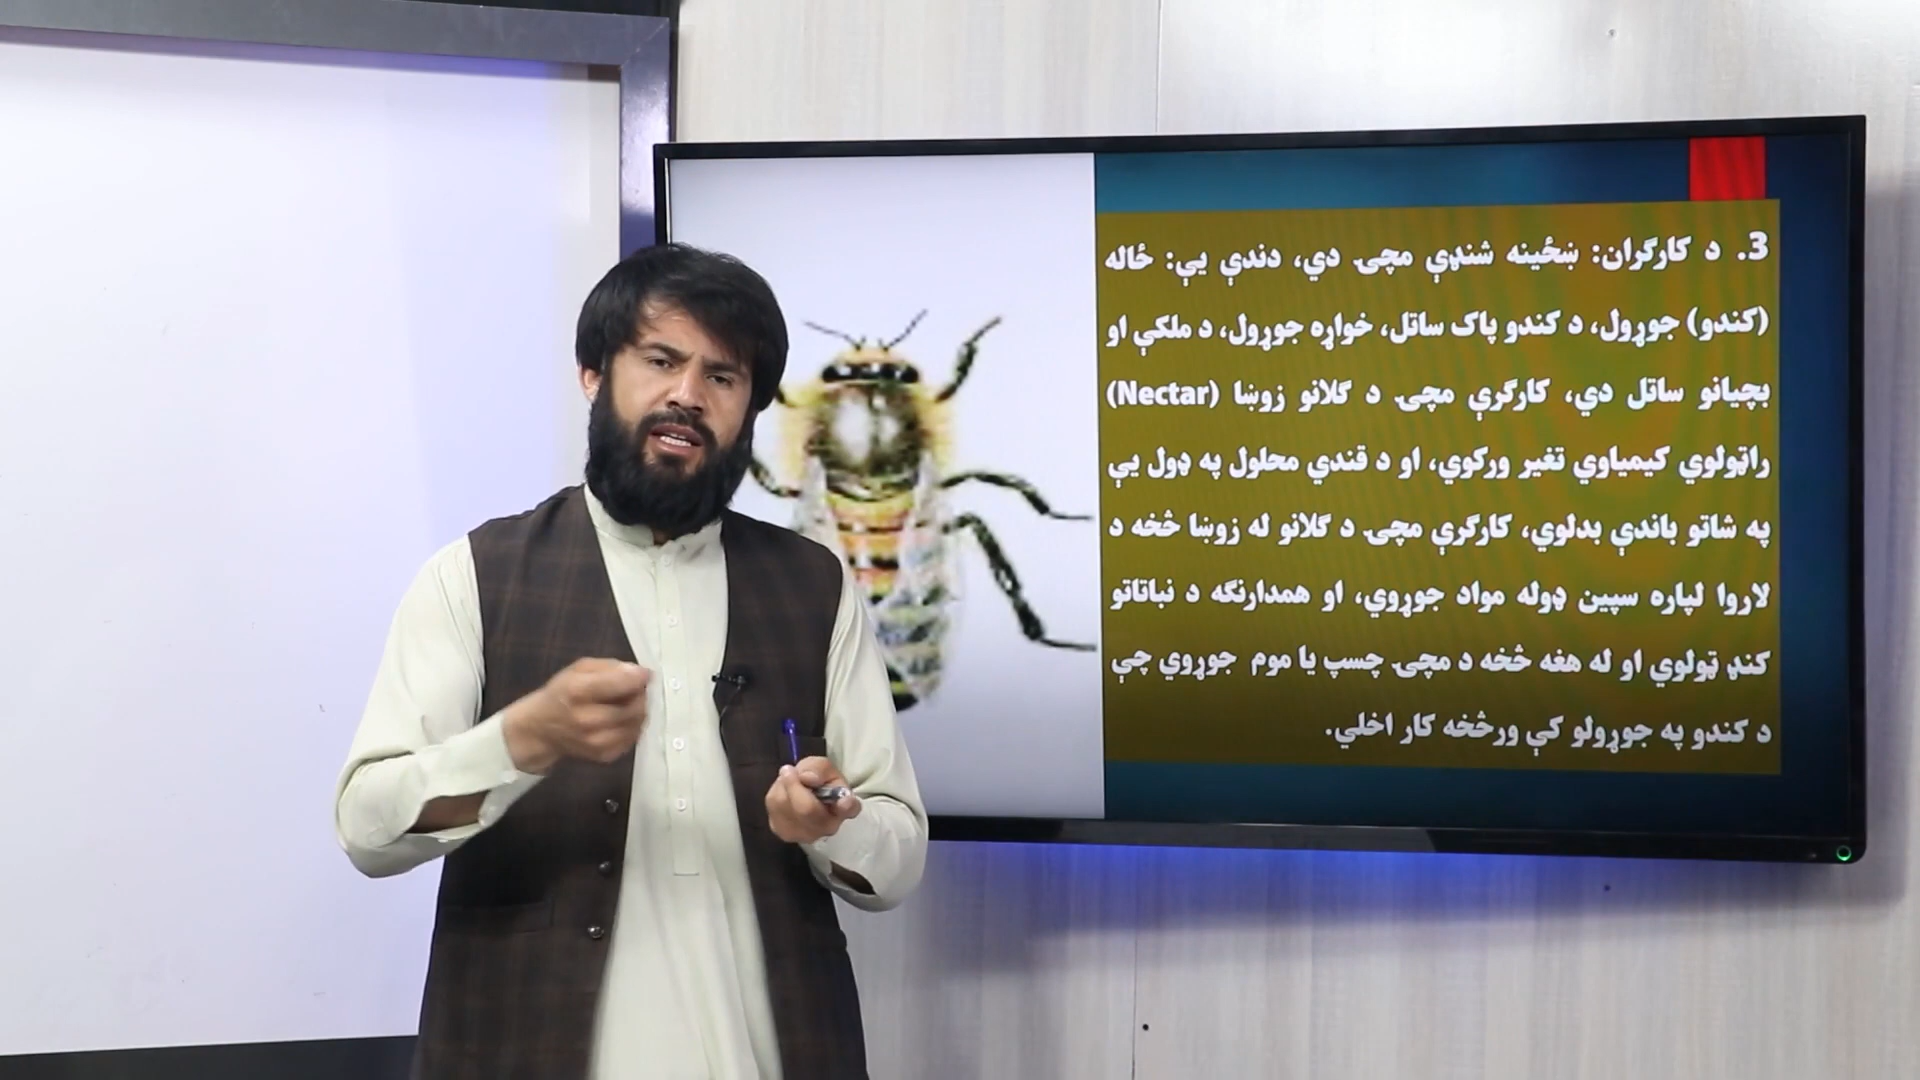 3. د کارګران: ښځینه شنډې مچۍ دي، دندې یې: ځاله
(کندو) جوړول، د کندو پاک ساتل، خواړه جوړول، د ملکې او
بچیانو ساتل دي، کارګرې مچۍ د ګلانو زوښا (Nectar)
راټولوي کیمیاوي تغیر ورکوي، او د قندي محلول په ډول یې
په شاتو باندې بدلوي، کارګرې مچۍ د ګلانو له زوښا څخه د
لاروا لپاره سپین ډوله مواد جوړوي، او همدارنګه د نباتاتو
کنډ ټولوي او له هغه څخه د مچۍ چسپ یا موم جوړوي چې
د کندو په جوړولو کې ورڅخه کار اخلي.